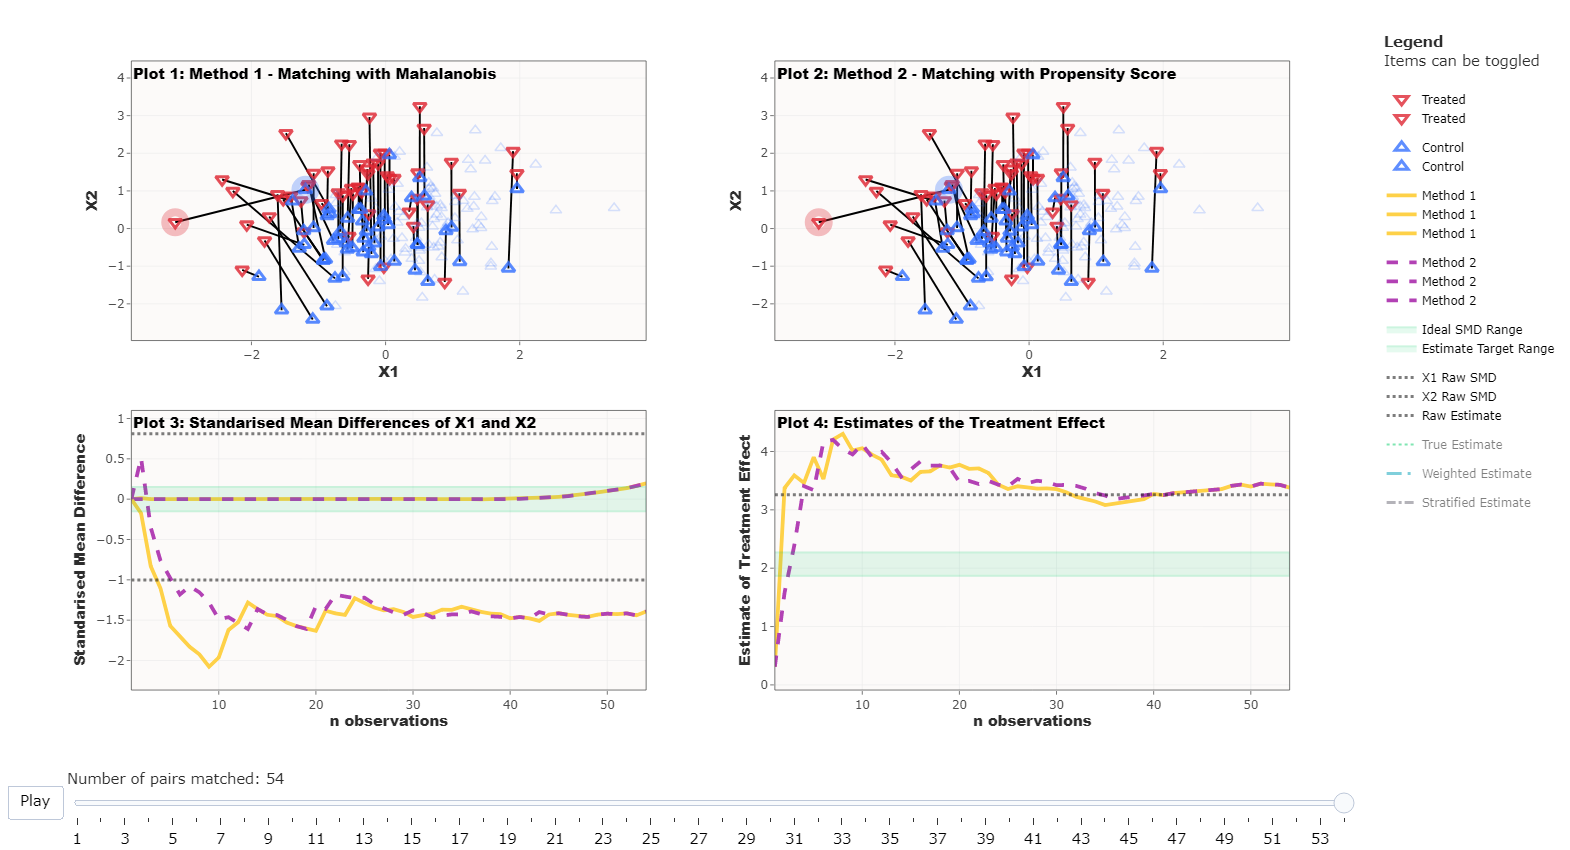 Plot 1: Method 1 - Matching with Mahalanobis
4
3
2
1
0
−1
−2
X2
−2
0
2
X1
Plot 2: Method 2 - Matching with Propensity Score
4
3
2
1
0
−1
−2
X2
−2
0
2
X1
Legend
Items can be toggled
Treated
Treated
Control
Control
Method 1
Method 1
Method 1
Method 2
Method 2
Method 2
Ideal SMD Range
Estimate Target Range
X1 Raw SMD
X2 Raw SMD
Raw Estimate
True Estimate
Weighted Estimate
Stratified Estimate
Plot 3: Standarised Mean Differences of X1 and X2
1
0.5
0
−0.5
−1
−1.5
−2
Standarised Mean Difference
10
20
30
40
50
n observations
Plot 4: Estimates of the Treatment Effect
4
3
2
1
0
Estimate of Treatment Effect
10
20
30
40
50
n observations
Number of pairs matched: 54
Play
1 3 5 7 9 11 13 15 17 19 21 23 25 27 29 31 33 35 37 39 41 43 45 47 49 51 53